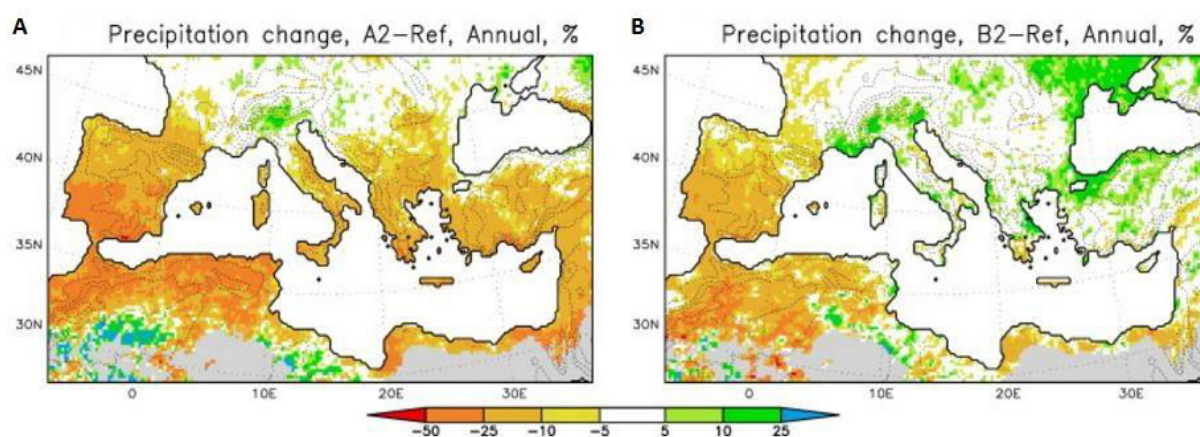 A
Precipitation change, A2-Ref, Annual, %
B
Precipitation change, B2-Ref, Annual, %
45N
40N
35N
30N
0
10E
20E
30E
45N
40N
35N
30N
0
10E
20E
30E
-50
-25
-10
-5
5
10
25